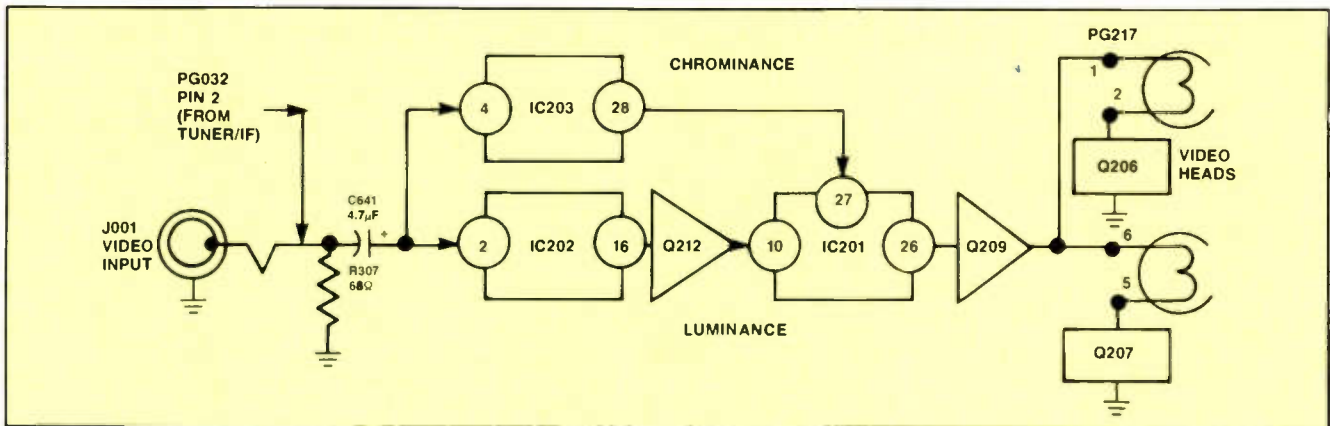 PG032
PIN 2
(FROM
TUNER/IF)
J001
VIDEO
INPUT
C641
4.7µF
+
R307
68Ω
CHROMINANCE
4
IC203
28
2
IC202
16
Q212
10
27
IC201
26
Q209
LUMINANCE
PG217
1
2
Q206
VIDEO
HEADS
6
5
Q207